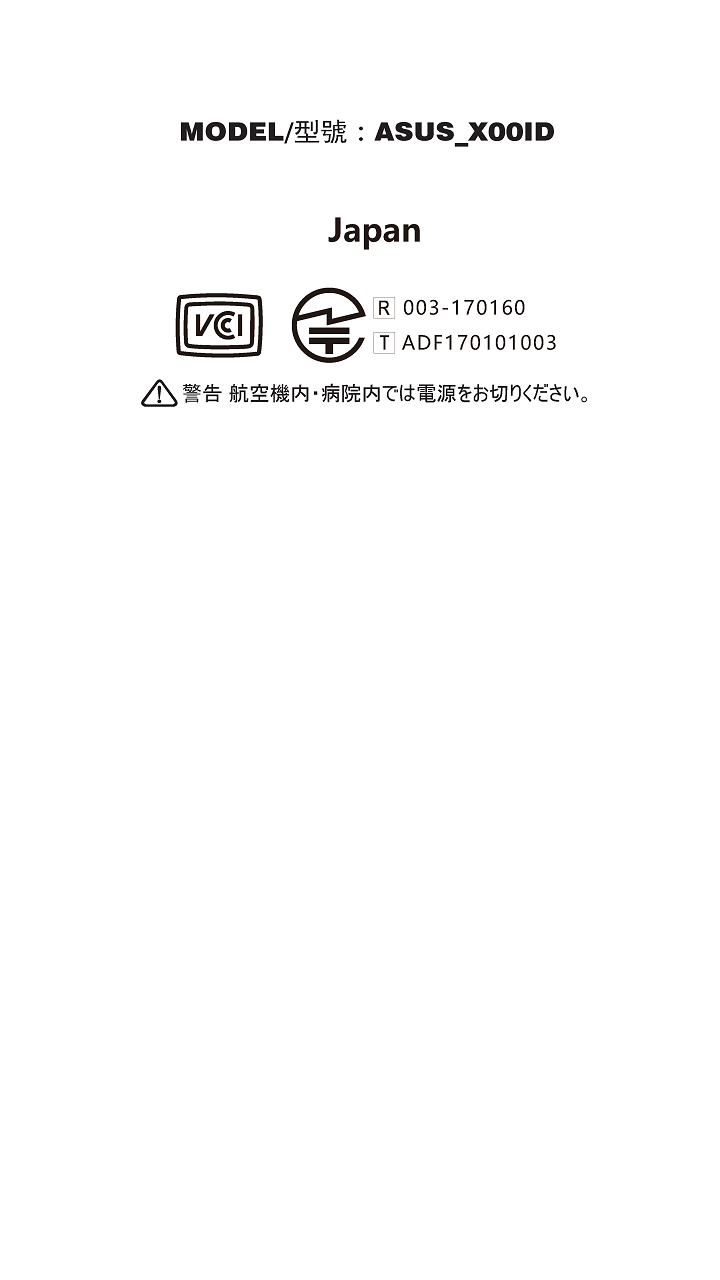 MODEL/型號：ASUS_X00ID
Japan
VCCI
R 003-170160
T ADF170101003
警告 航空機内・病院内では電源をお切りください。